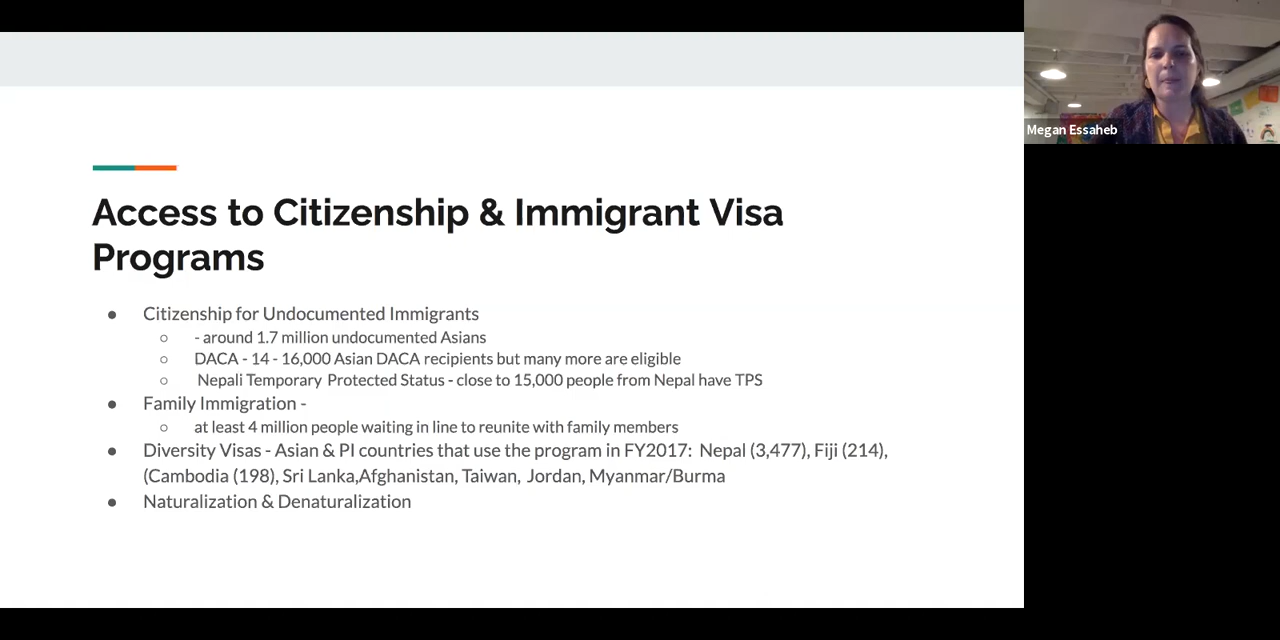 Access to Citizenship & Immigrant Visa
Programs
● Citizenship for Undocumented Immigrants
○ - around 1.7 million undocumented Asians
○ DACA - 14 - 16,000 Asian DACA recipients but many more are eligible
○ Nepali Temporary Protected Status - close to 15,000 people from Nepal have TPS
● Family Immigration -
○ at least 4 million people waiting in line to reunite with family members
● Diversity Visas - Asian & PI countries that use the program in FY2017: Nepal (3,477), Fiji (214),
(Cambodia (198), Sri Lanka,Afghanistan, Taiwan, Jordan, Myanmar/Burma
● Naturalization & Denaturalization
Megan Essaheb